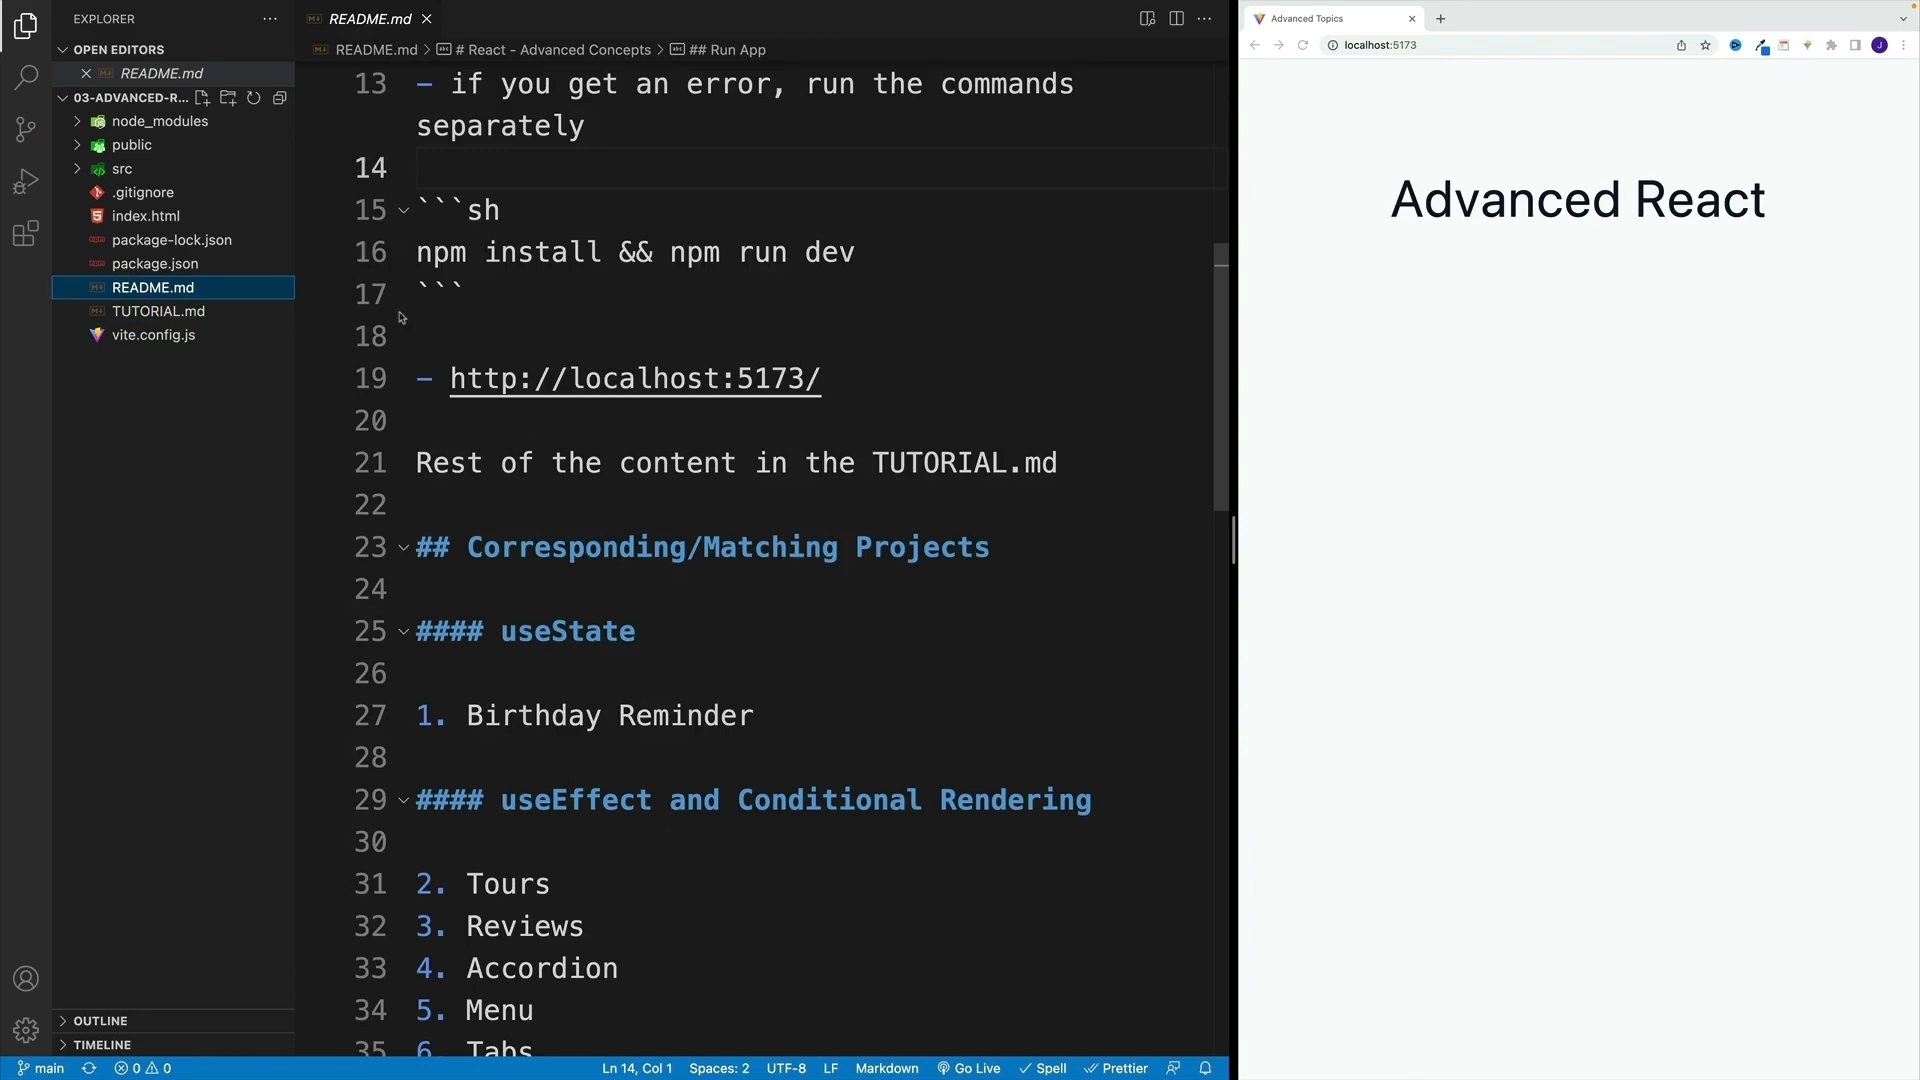 EXPLORER
OPEN EDITORS
README.md
03-ADVANCED-R...
node_modules
public
src
.gitignore
index.html
package-lock.json
package.json
README.md
TUTORIAL.md
vite.config.js
OUTLINE
TIMELINE
README.md
README.md > # React - Advanced Concepts > ## Run App
13 - if you get an error, run the commands
separately
14
15 ```sh
16 npm install && npm run dev
17 ```
18
19 - http://localhost:5173/
20
21 Rest of the content in the TUTORIAL.md
22
23 ## Corresponding/Matching Projects
24
25 #### useState
26
27 1. Birthday Reminder
28
29 #### useEffect and Conditional Rendering
30
31 2. Tours
32 3. Reviews
33 4. Accordion
34 5. Menu
35 6. Tabs
main
0 0
Ln 14, Col 1
Spaces: 2
UTF-8
LF
Markdown
Go Live
Spell
Prettier
Advanced Topics
localhost:5173
J
Advanced React